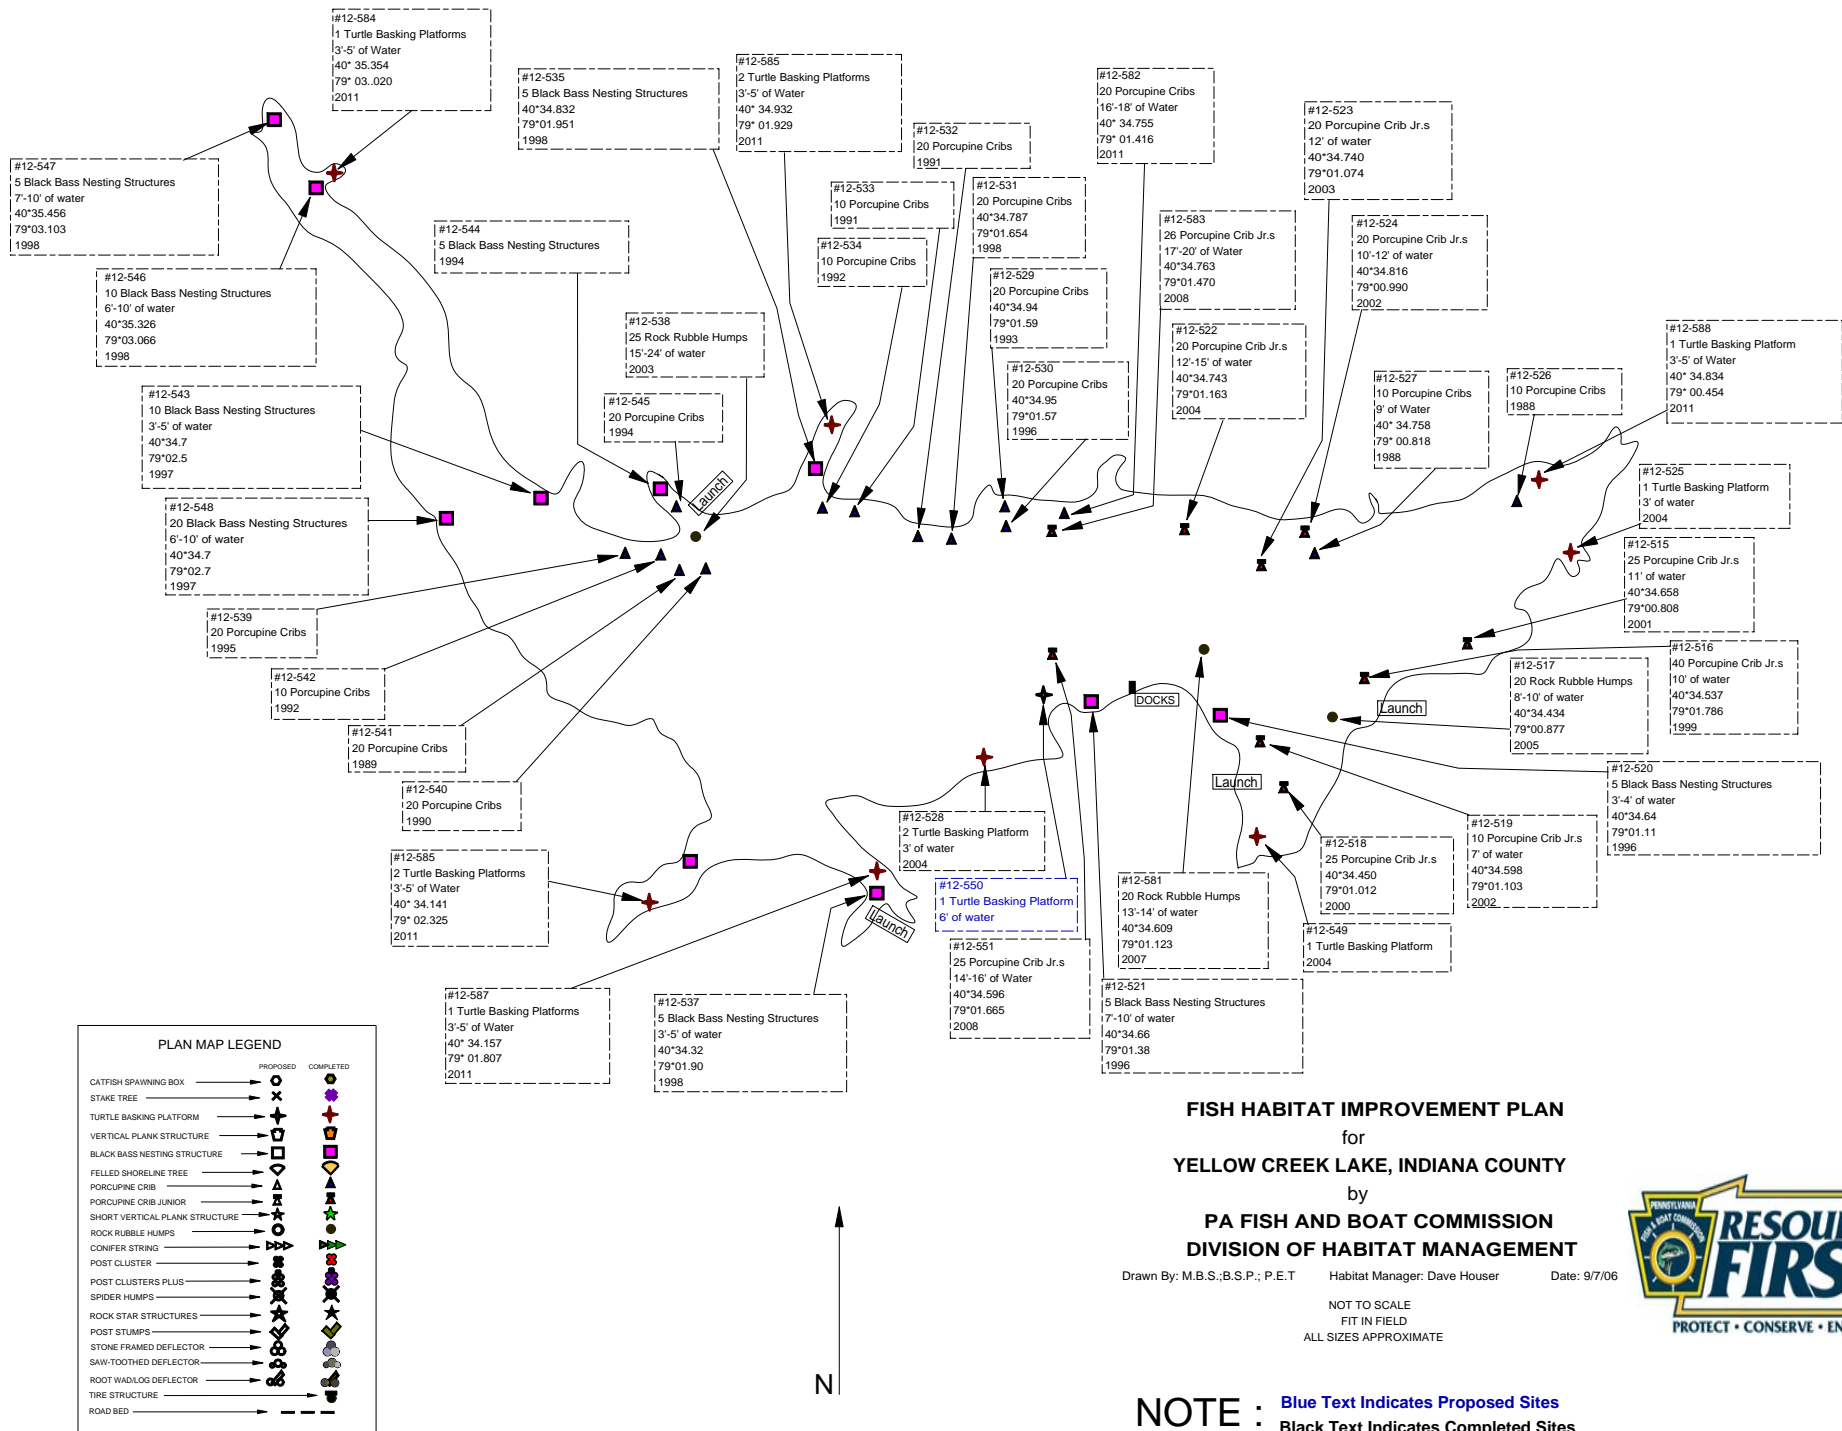 #12-584
1 Turtle Basking Platforms
3'-5' of Water
40* 35.354
79* 03..020
2011
#12-535
5 Black Bass Nesting Structures
40*34.832
79*01.951
1998
#12-585
2 Turtle Basking Platforms
3'-5' of Water
40* 34.932
79* 01.929
2011
#12-582
20 Porcupine Cribs
16'-18' of Water
40* 34.755
79* 01.416
2011
#12-523
20 Porcupine Crib Jr.s
12' of water
40*34.740
79*01.074
2003
#12-532
20 Porcupine Cribs
1991
#12-547
5 Black Bass Nesting Structures
7'-10' of water
40*35.456
79*03.103
1998
#12-533
10 Porcupine Cribs
1991
#12-531
20 Porcupine Cribs
40*34.787
79*01.654
1998
#12-583
26 Porcupine Crib Jr.s
17'-20' of Water
40*34.763
79*01.470
2008
#12-524
20 Porcupine Crib Jr.s
10'-12' of water
40*34.816
79*00.990
2002
#12-544
5 Black Bass Nesting Structures
1994
#12-534
10 Porcupine Cribs
1992
#12-546
10 Black Bass Nesting Structures
6'-10' of water
40*35.326
79*03.066
1998
#12-529
20 Porcupine Cribs
40*34.94
79*01.59
1993
#12-538
25 Rock Rubble Humps
15'-24' of water
2003
#12-522
20 Porcupine Crib Jr.s
12'-15' of water
40*34.743
79*01.163
2004
#12-588
1 Turtle Basking Platform
3'-5' of Water
40* 34.834
79* 00.454
2011
#12-530
20 Porcupine Cribs
40*34.95
79*01.57
1996
#12-527
10 Porcupine Cribs
9' of Water
40* 34.758
79* 00.818
1988
#12-526
10 Porcupine Cribs
1988
#12-543
10 Black Bass Nesting Structures
3'-5' of water
40*34.7
79*02.5
1997
#12-545
20 Porcupine Cribs
1994
Launch
#12-525
1 Turtle Basking Platform
3' of water
2004
#12-548
20 Black Bass Nesting Structures
6'-10' of water
40*34.7
79*02.7
1997
#12-515
25 Porcupine Crib Jr.s
11' of water
40*34.658
79*00.808
2001
#12-539
20 Porcupine Cribs
1995
#12-516
40 Porcupine Crib Jr.s
10' of water
40*34.537
79*01.786
1999
#12-517
20 Rock Rubble Humps
8'-10' of water
40*34.434
79*00.877
2005
#12-542
10 Porcupine Cribs
1992
DOCKS
Launch
#12-541
20 Porcupine Cribs
1989
#12-520
5 Black Bass Nesting Structures
3'-4' of water
40*34.64
79*01.11
1996
Launch
#12-540
20 Porcupine Cribs
1990
#12-528
2 Turtle Basking Platform
3' of water
2004
#12-519
10 Porcupine Crib Jr.s
7' of water
40*34.598
79*01.103
2002
#12-518
25 Porcupine Crib Jr.s
40*34.450
79*01.012
2000
#12-585
2 Turtle Basking Platforms
3'-5' of Water
40* 34.141
79* 02.325
2011
#12-550
1 Turtle Basking Platform
6' of water
#12-581
20 Rock Rubble Humps
13'-14' of water
40*34.609
79*01.123
2007
Launch
#12-549
1 Turtle Basking Platform
2004
#12-551
25 Porcupine Crib Jr.s
14'-16' of Water
40*34.596
79*01.665
2008
#12-521
5 Black Bass Nesting Structures
7'-10' of water
40*34.66
79*01.38
1996
#12-587
1 Turtle Basking Platforms
3'-5' of Water
40* 34.157
79* 01.807
2011
#12-537
5 Black Bass Nesting Structures
3'-5' of water
40*34.32
79*01.90
1998
PLAN MAP LEGEND
PROPOSED COMPLETED
CATFISH SPAWNING BOX
STAKE TREE
TURTLE BASKING PLATFORM
VERTICAL PLANK STRUCTURE
BLACK BASS NESTING STRUCTURE
FELLED SHORELINE TREE
PORCUPINE CRIB
PORCUPINE CRIB JUNIOR
SHORT VERTICAL PLANK STRUCTURE
ROCK RUBBLE HUMPS
CONIFER STRING
POST CLUSTER
POST CLUSTERS PLUS
SPIDER HUMPS
ROCK STAR STRUCTURES
POST STUMPS
STONE FRAMED DEFLECTOR
SAW-TOOTHED DEFLECTOR
ROOT WAD/LOG DEFLECTOR
TIRE STRUCTURE
ROAD BED
N
FISH HABITAT IMPROVEMENT PLAN
for
YELLOW CREEK LAKE, INDIANA COUNTY
by
PA FISH AND BOAT COMMISSION
DIVISION OF HABITAT MANAGEMENT
Drawn By: M.B.S.;B.S.P.; P.E.T Habitat Manager: Dave Houser Date: 9/7/06
NOT TO SCALE
FIT IN FIELD
ALL SIZES APPROXIMATE
PENNSYLVANIA
FISH & BOAT COMMISSION
RESOU
FIRS
PROTECT • CONSERVE • EN
NOTE : Blue Text Indicates Proposed Sites
Black Text Indicates Completed Sites